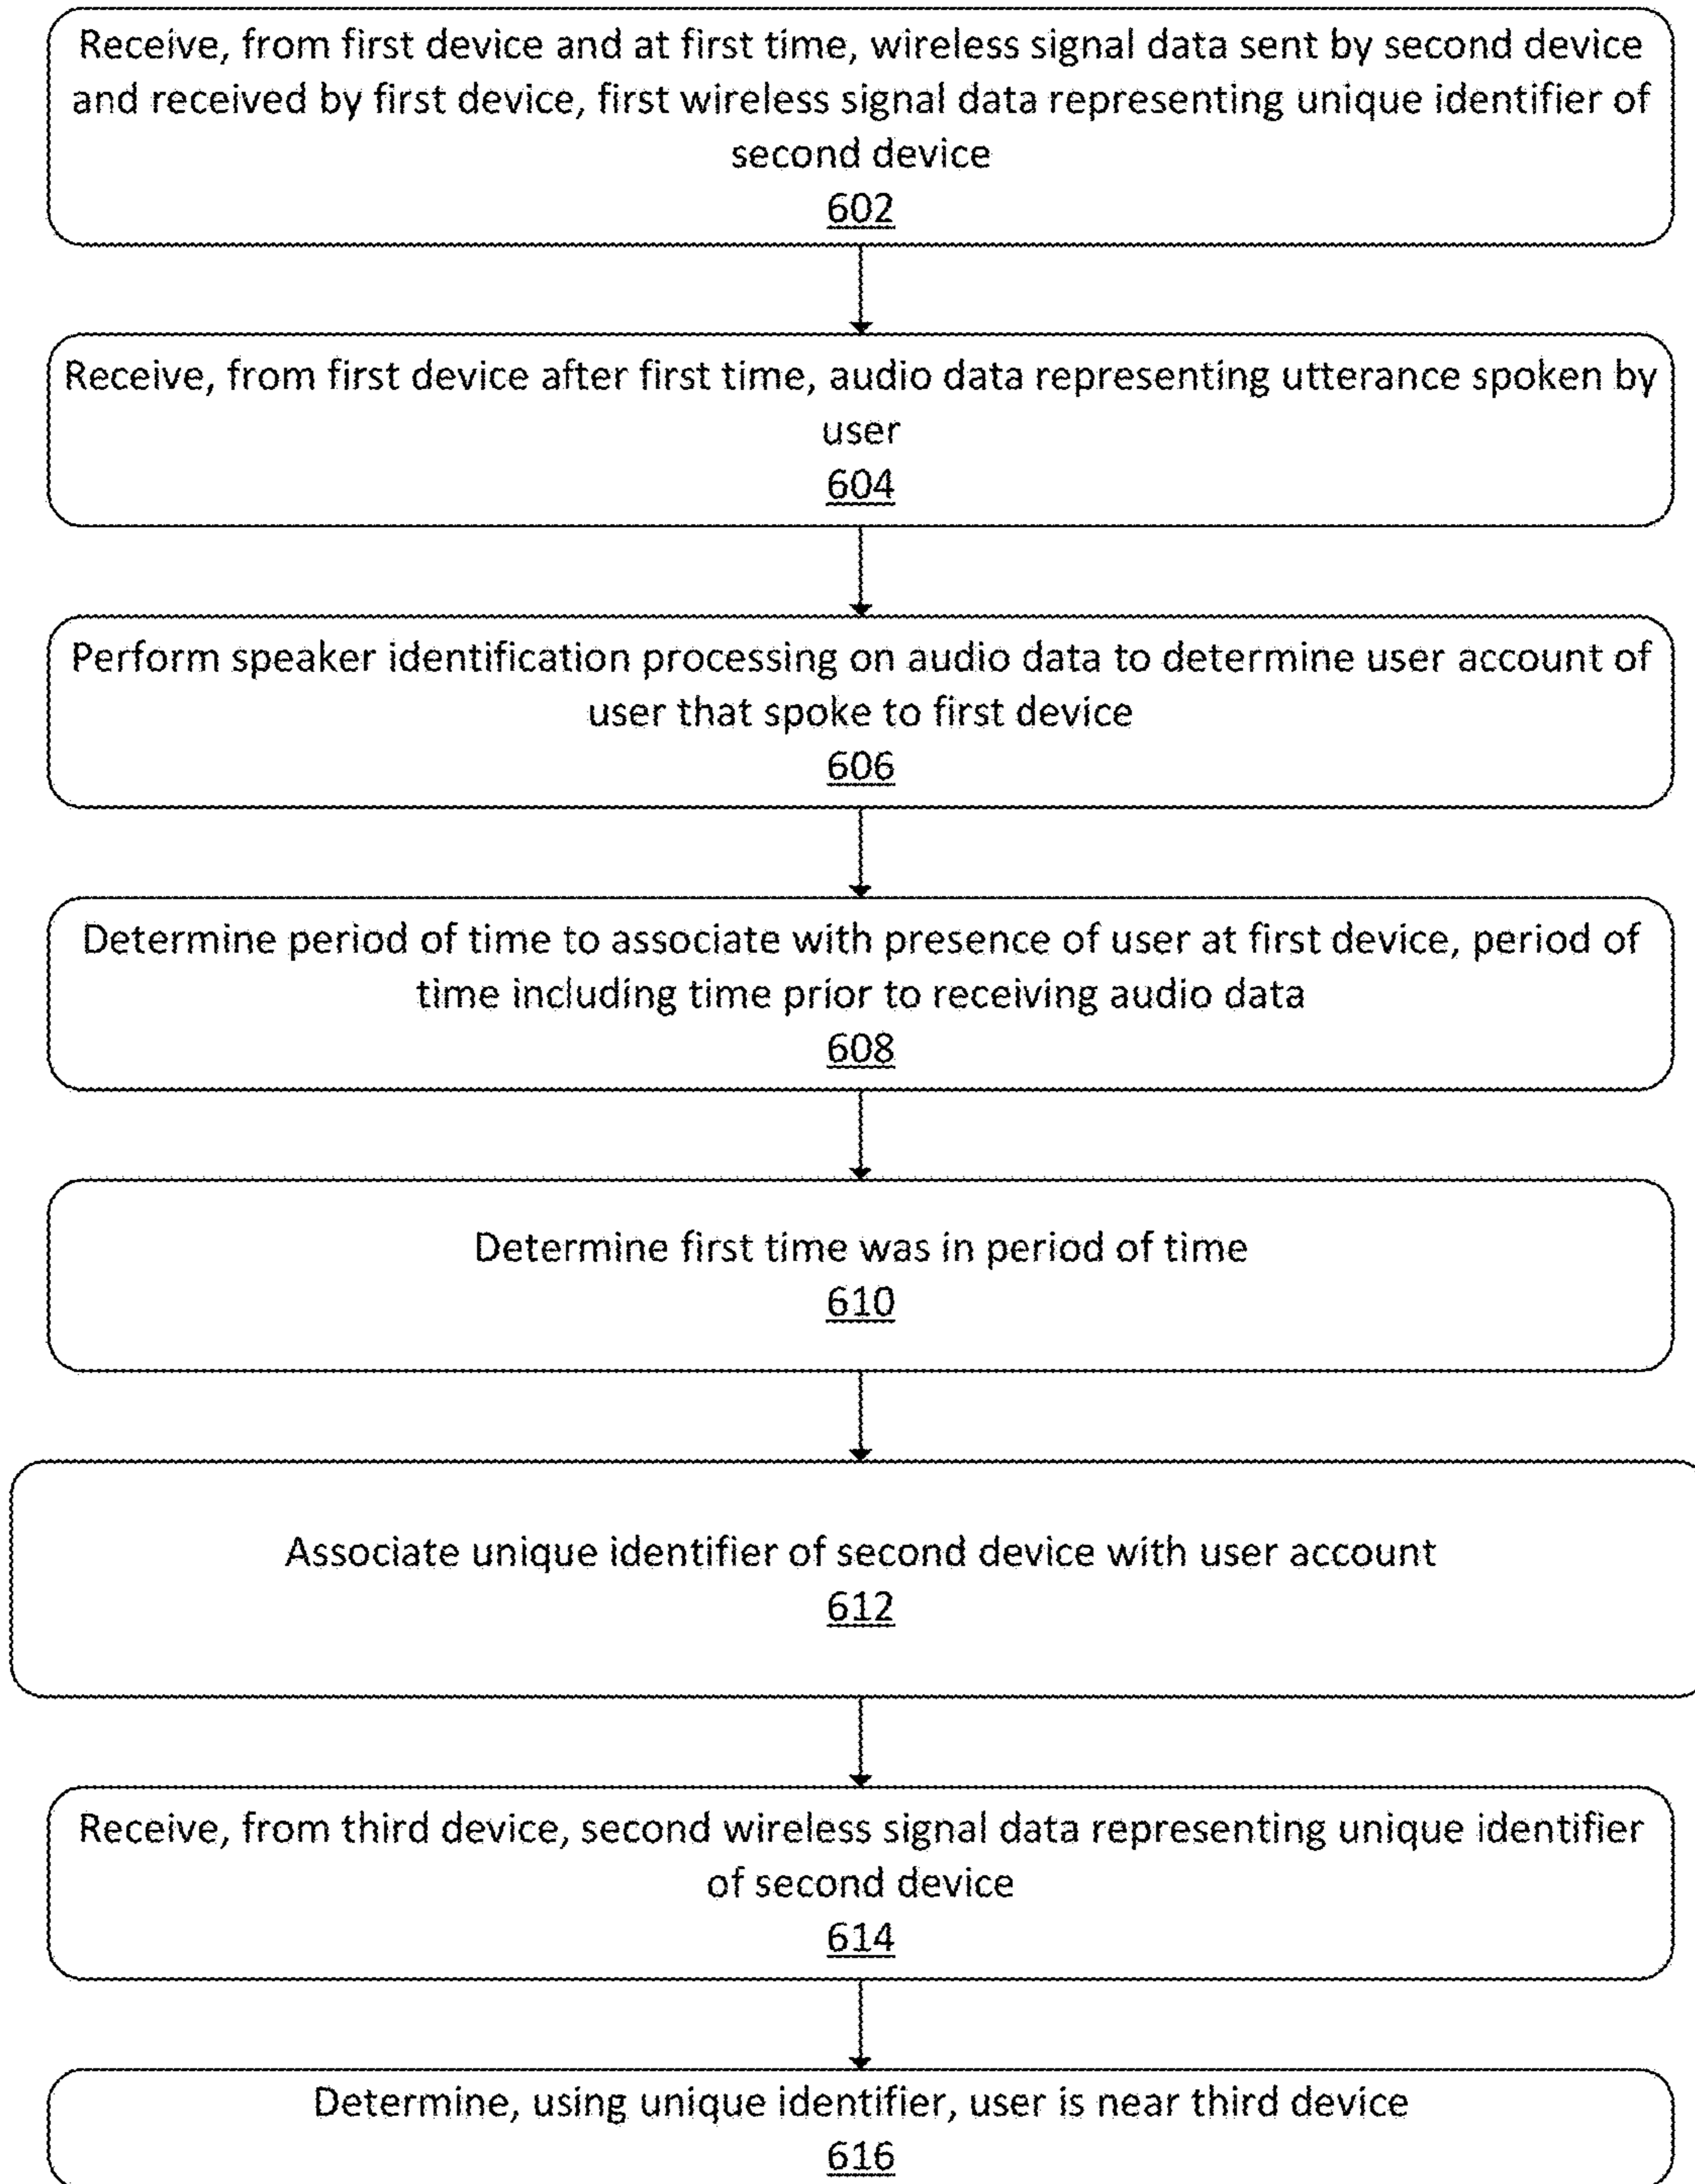 Receive, from first device and at first time, wireless signal data sent by second device
and received by first device, first wireless signal data representing unique identifier of
second device
602
Receive, from first device after first time, audio data representing utterance spoken by
user
604
Perform speaker identification processing on audio data to determine user account of
user that spoke to first device
606
Determine period of time to associate with presence of user at first device, period of
time including time prior to receiving audio data
608
Determine first time was in period of time
610
Associate unique identifier of second device with user account
612
Receive, from third device, second wireless signal data representing unique identifier
of second device
614
Determine, using unique identifier, user is near third device
616